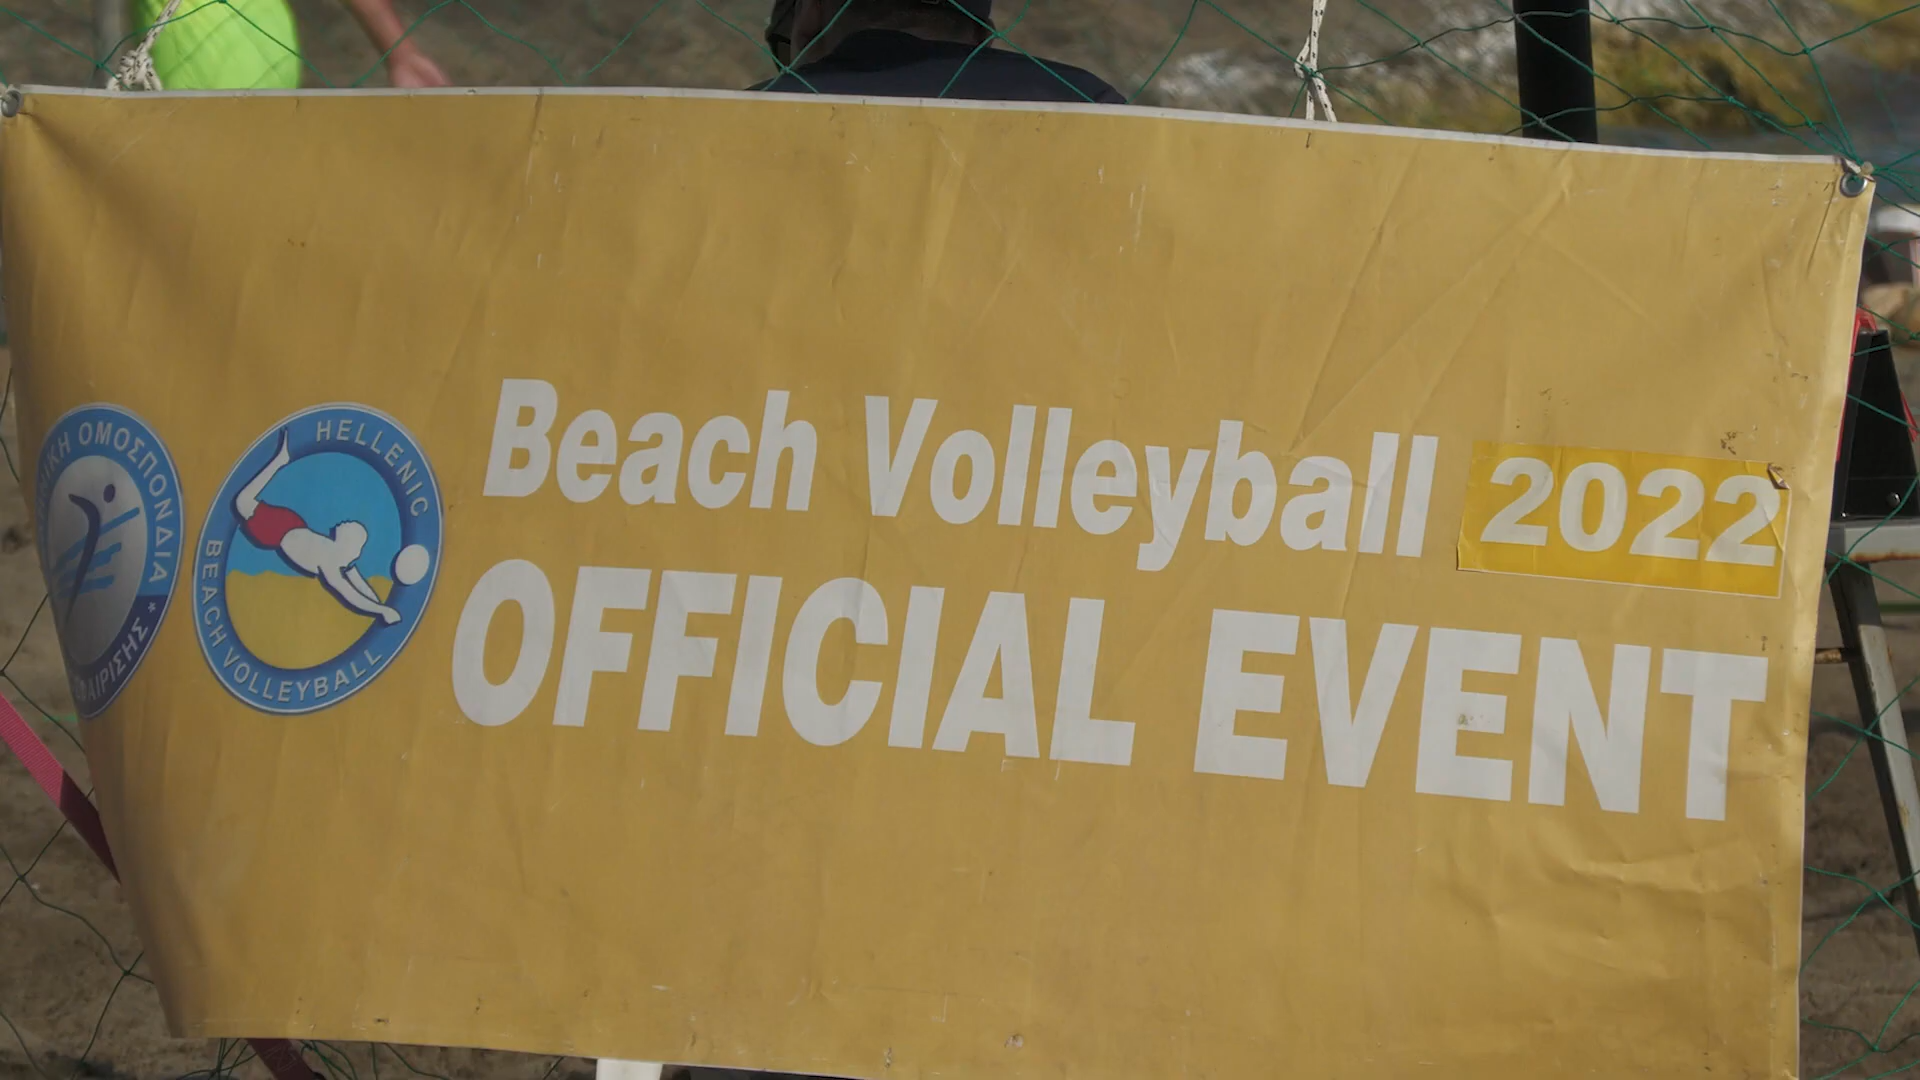 ΟΜΟΣΠΟΝΔΙΑ
HELLENIC
BEACH VOLLEYBALL
Beach Volleyball 2022
OFFICIAL EVENT